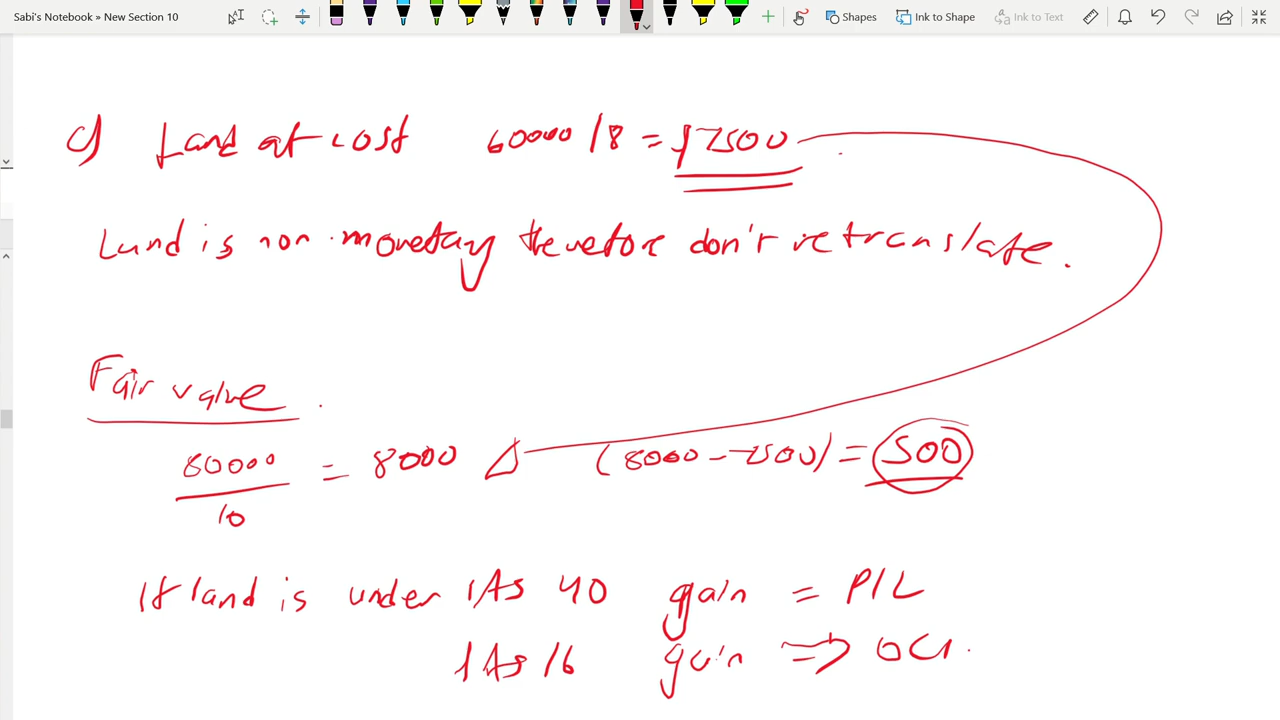 Sabi's Notebook » New Section 10
Shapes
Ink to Shape
Ink to Text
c) Land at cost 60000/8 = $7500
Land is non-monetary therefore don't retranslate.
Fair value
80000
10
= 8000 Δ (8000-7500) = 500
If land is under IAS 40 gain = P/L
IAS 16 gain => OCI.